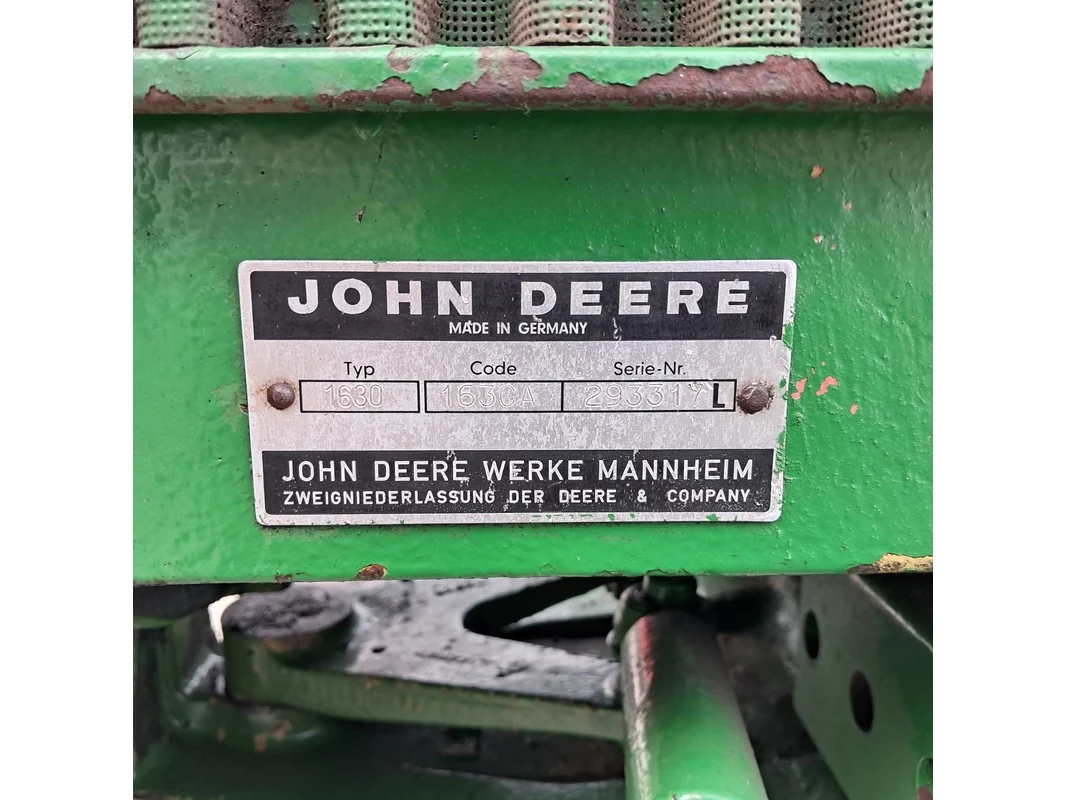 JOHN DEERE
MADE IN GERMANY
Typ Code Serie-Nr.
1630 1630A 293317 L
JOHN DEERE WERKE MANNHEIM
ZWEIGNIEDERLASSUNG DER DEERE & COMPANY